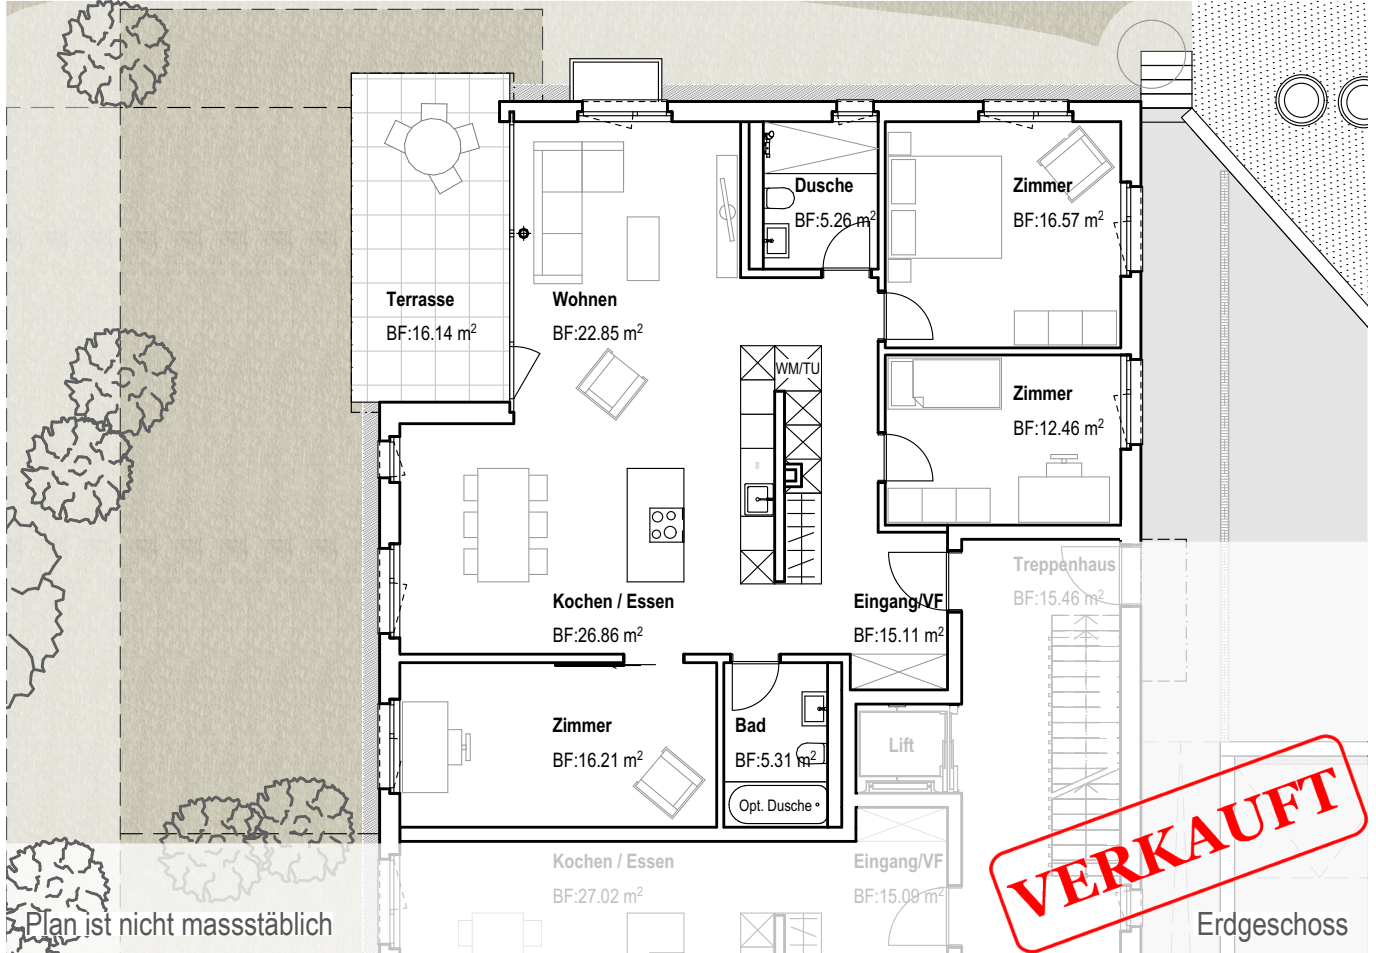 Dusche
BF:5.26 m²
Zimmer
BF:16.57 m²
Terrasse
BF:16.14 m²
Wohnen
BF:22.85 m²
WM/TU
Zimmer
BF:12.46 m²
Treppenhaus
BF:15.46 m²
Kochen / Essen
BF:26.86 m²
Eingang/VF
BF:15.11 m²
Zimmer
BF:16.21 m²
Bad
BF:5.31 m²
Lift
Opt. Dusche
VERKAUFT
Kochen / Essen
BF:27.02 m²
Eingang/VF
BF:15.09 m²
Plan ist nicht massstäblich
Erdgeschoss